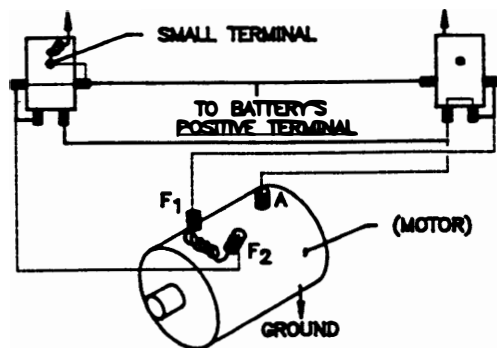 SMALL TERMINAL
TO BATTERY'S
POSITIVE TERMINAL
F1
A
F2
(MOTOR)
GROUND